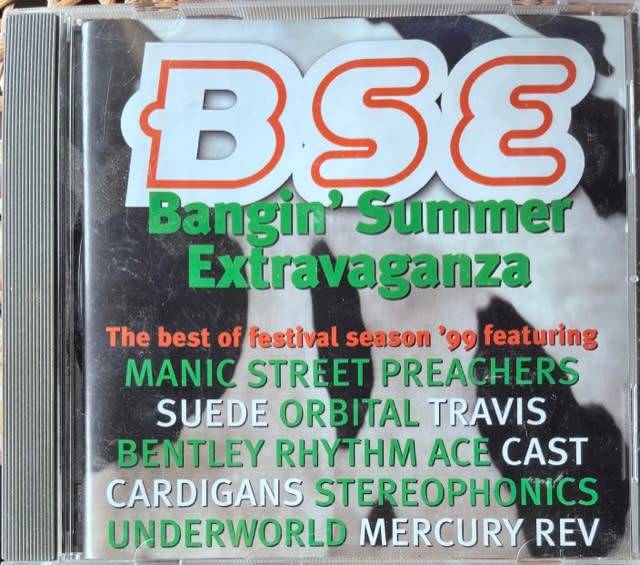 BSE
Bangin' Summer
Extravaganza
The best of festival season '99 featuring
MANIC STREET PREACHERS
SUEDE ORBITAL TRAVIS
BENTLEY RHYTHM ACE CAST
CARDIGANS STEREOPHONICS
UNDERWORLD MERCURY REV